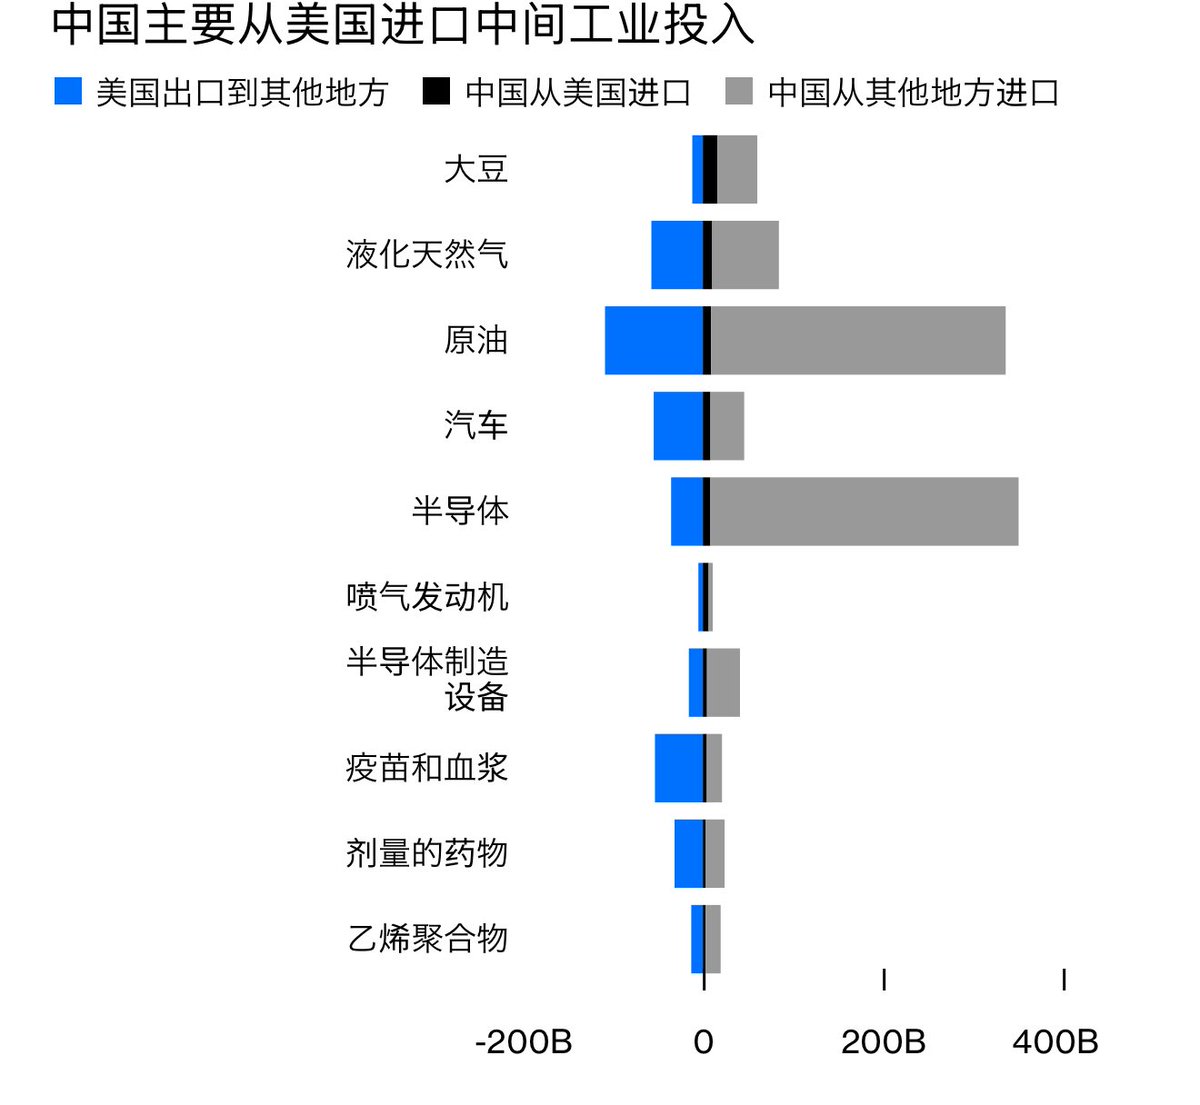 中国主要从美国进口中间工业投入
美国出口到其他地方 中国从美国进口 中国从其他地方进口
大豆
液化天然气
原油
汽车
半导体
喷气发动机
半导体制造
设备
疫苗和血浆
剂量的药物
乙烯聚合物
-200B 0 200B 400B